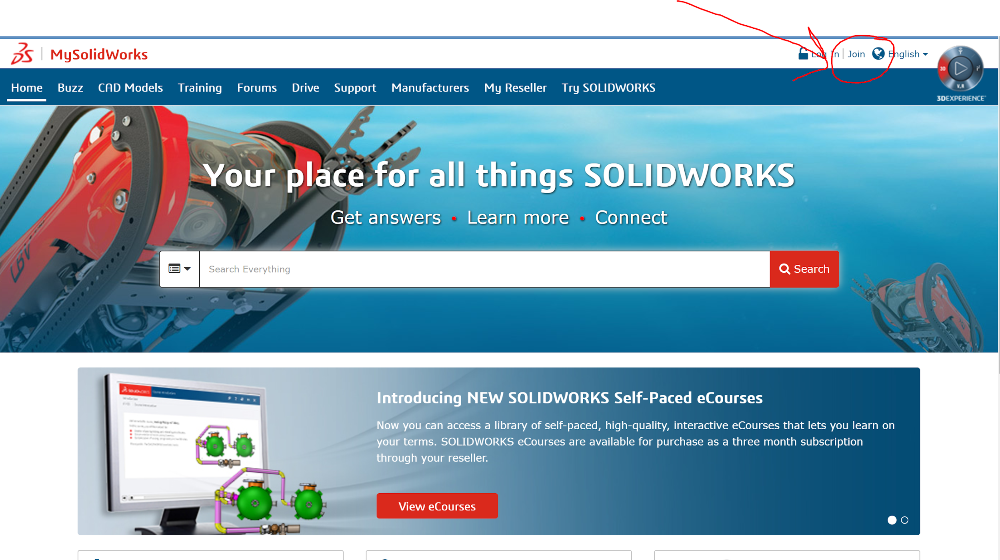 MySolidWorks
Log In | Join English
Home Buzz CAD Models Training Forums Drive Support Manufacturers My Reseller Try SOLIDWORKS
3D
V.R
3DEXPERIENCE
Your place for all things SOLIDWORKS
Get answers • Learn more • Connect
Search Everything
Search
LRV
Introducing NEW SOLIDWORKS Self-Paced eCourses
Now you can access a library of self-paced, high-quality, interactive eCourses that lets you learn on
your terms. SOLIDWORKS eCourses are available for purchase as a three month subscription
through your reseller.
View eCourses